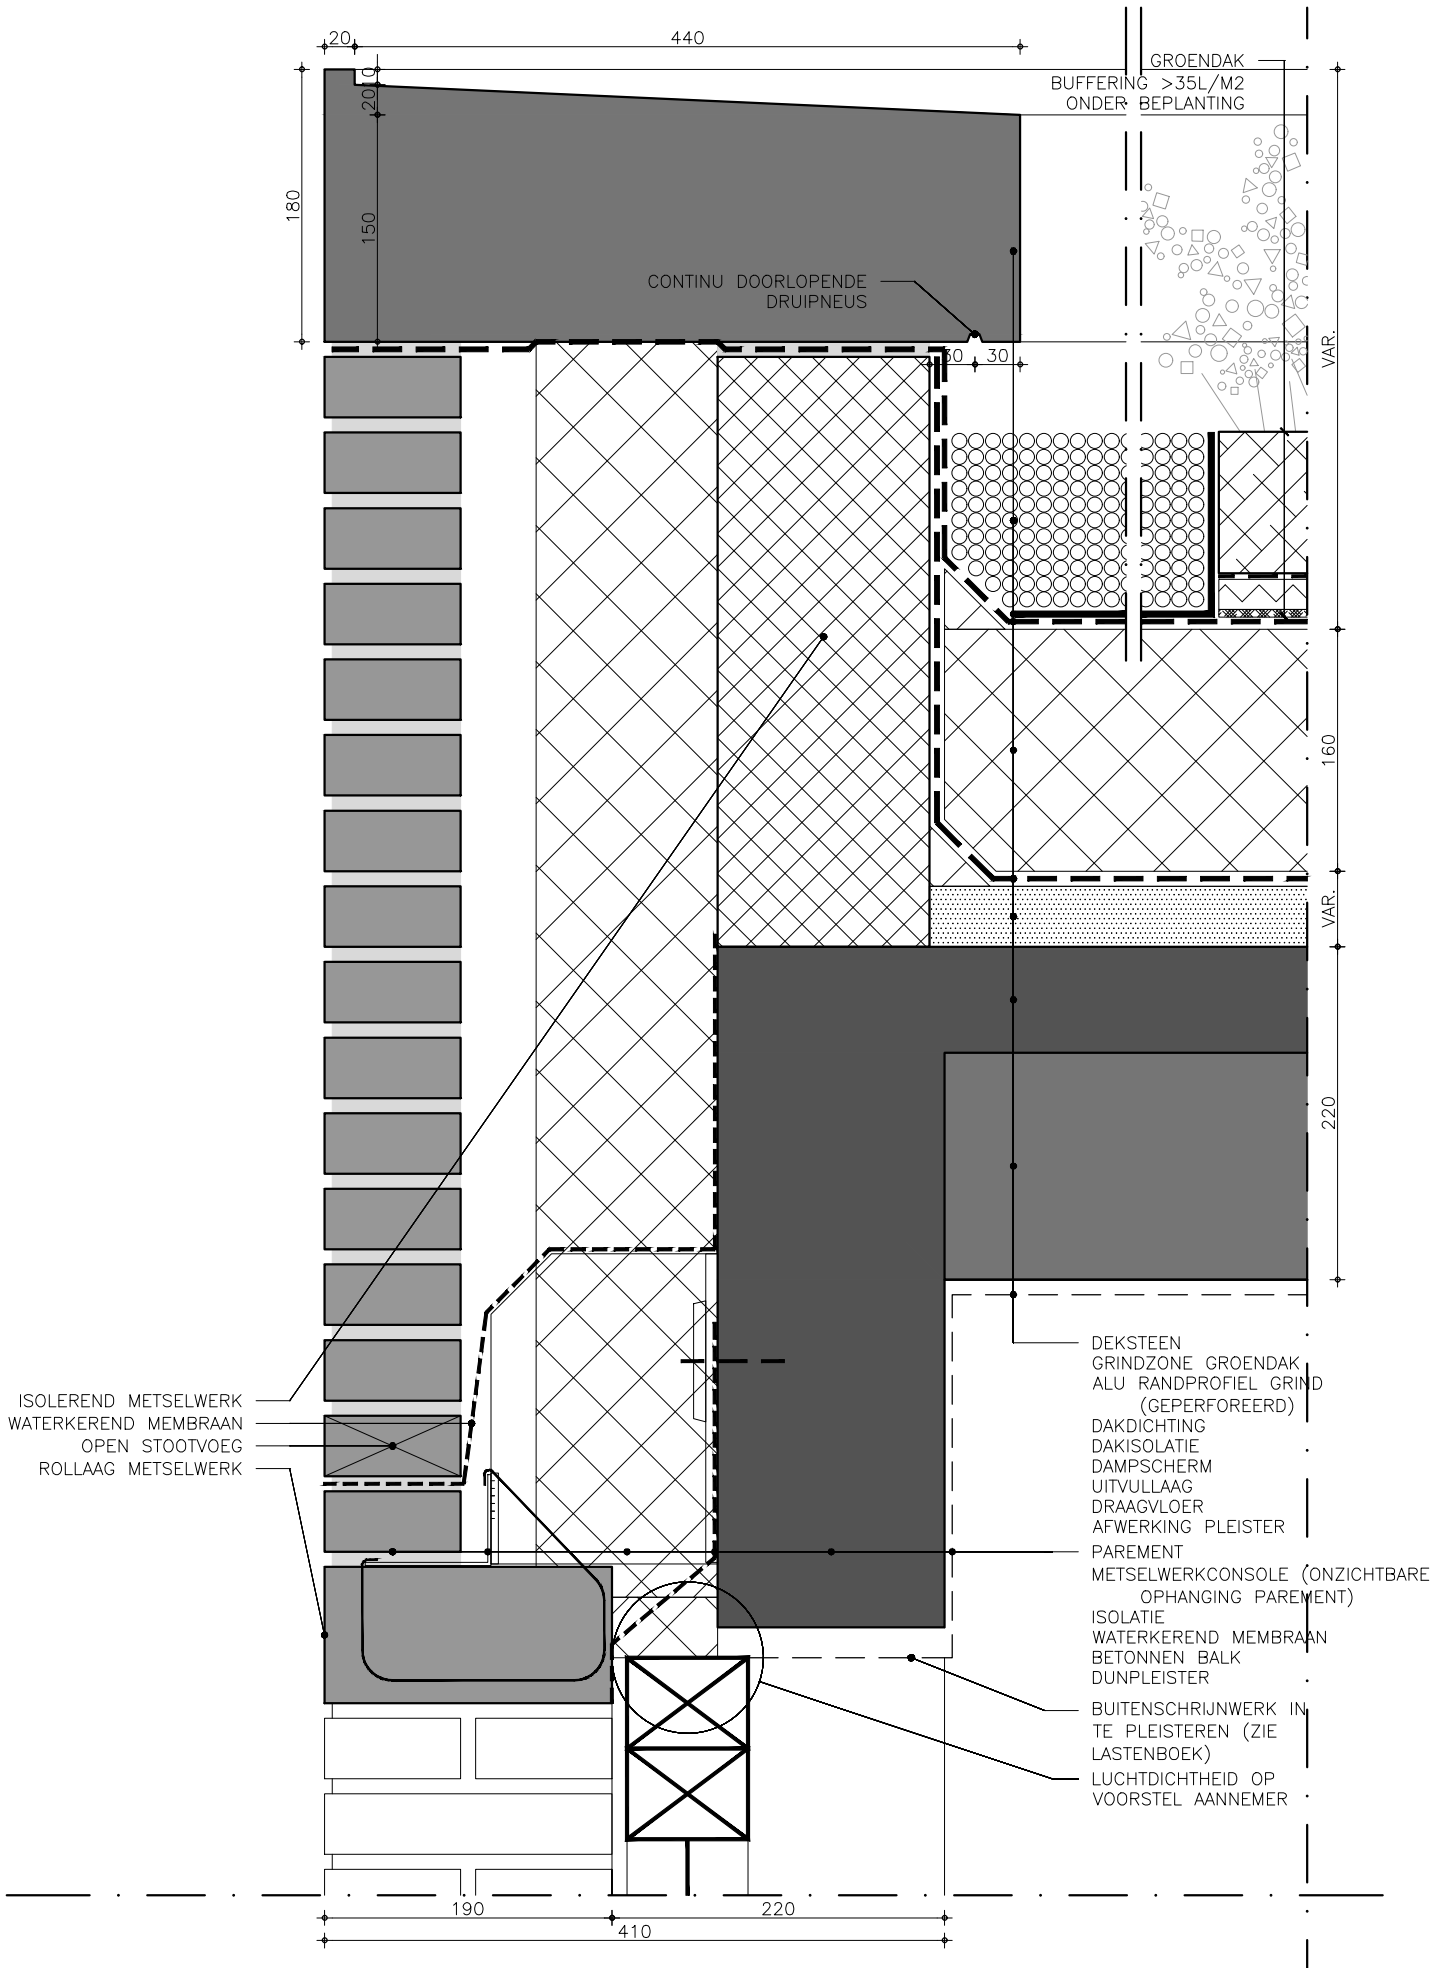 20
440
GROENDAK
BUFFERING >35L/M2
ONDER BEPLANTING
20
10
180
150
CONTINU DOORLOPENDE
DRUIPNEUS
30
30
VAR.
160
VAR.
220
DEKSTEEN
GRINDZONE GROENDAK
ALU RANDPROFIEL GRIND
(GEPERFOREERD)
DAKDICHTING
DAKISOLATIE
DAMPSCHERM
UITVULLAAG
DRAAGVLOER
AFWERKING PLEISTER
ISOLEREND METSELWERK
WATERKEREND MEMBRAAN
OPEN STOOTVOEG
ROLLAAG METSELWERK
PAREMENT
METSELWERKCONSOLE (ONZICHTBARE
OPHANGING PAREMENT)
ISOLATIE
WATERKEREND MEMBRAAN
BETONNEN BALK
DUNPLEISTER
BUITENSCHRIJNWERK IN
TE PLEISTEREN (ZIE
LASTENBOEK)
LUCHTDICHTHEID OP
VOORSTEL AANNEMER
190
220
410